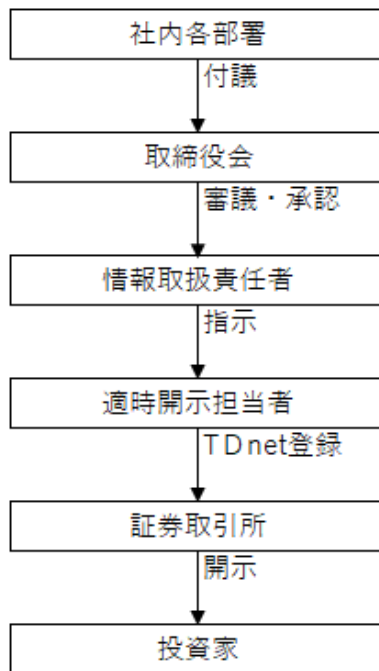 社内各部署
付議
取締役会
審議・承認
情報取扱責任者
指示
適時開示担当者
ＴＤnet登録
証券取引所
開示
投資家